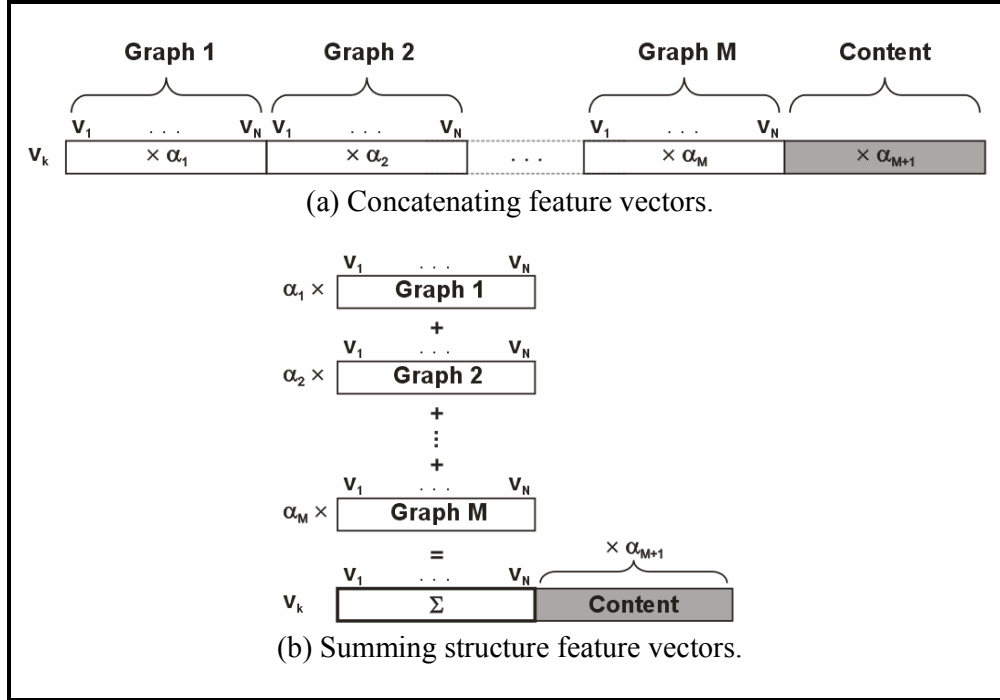 Graph 1 Graph 2 Graph M Content
V1 . . . VN V1 . . . VN V1 . . . VN
Vk × α1 × α2 . . . × αM × αM+1
(a) Concatenating feature vectors.
V1 . . . VN
α1 × Graph 1
+
V1 . . . VN
α2 × Graph 2
+
⋮
+
V1 . . . VN
αM × Graph M
= × αM+1
V1 . . . VN
Vk Σ Content
(b) Summing structure feature vectors.